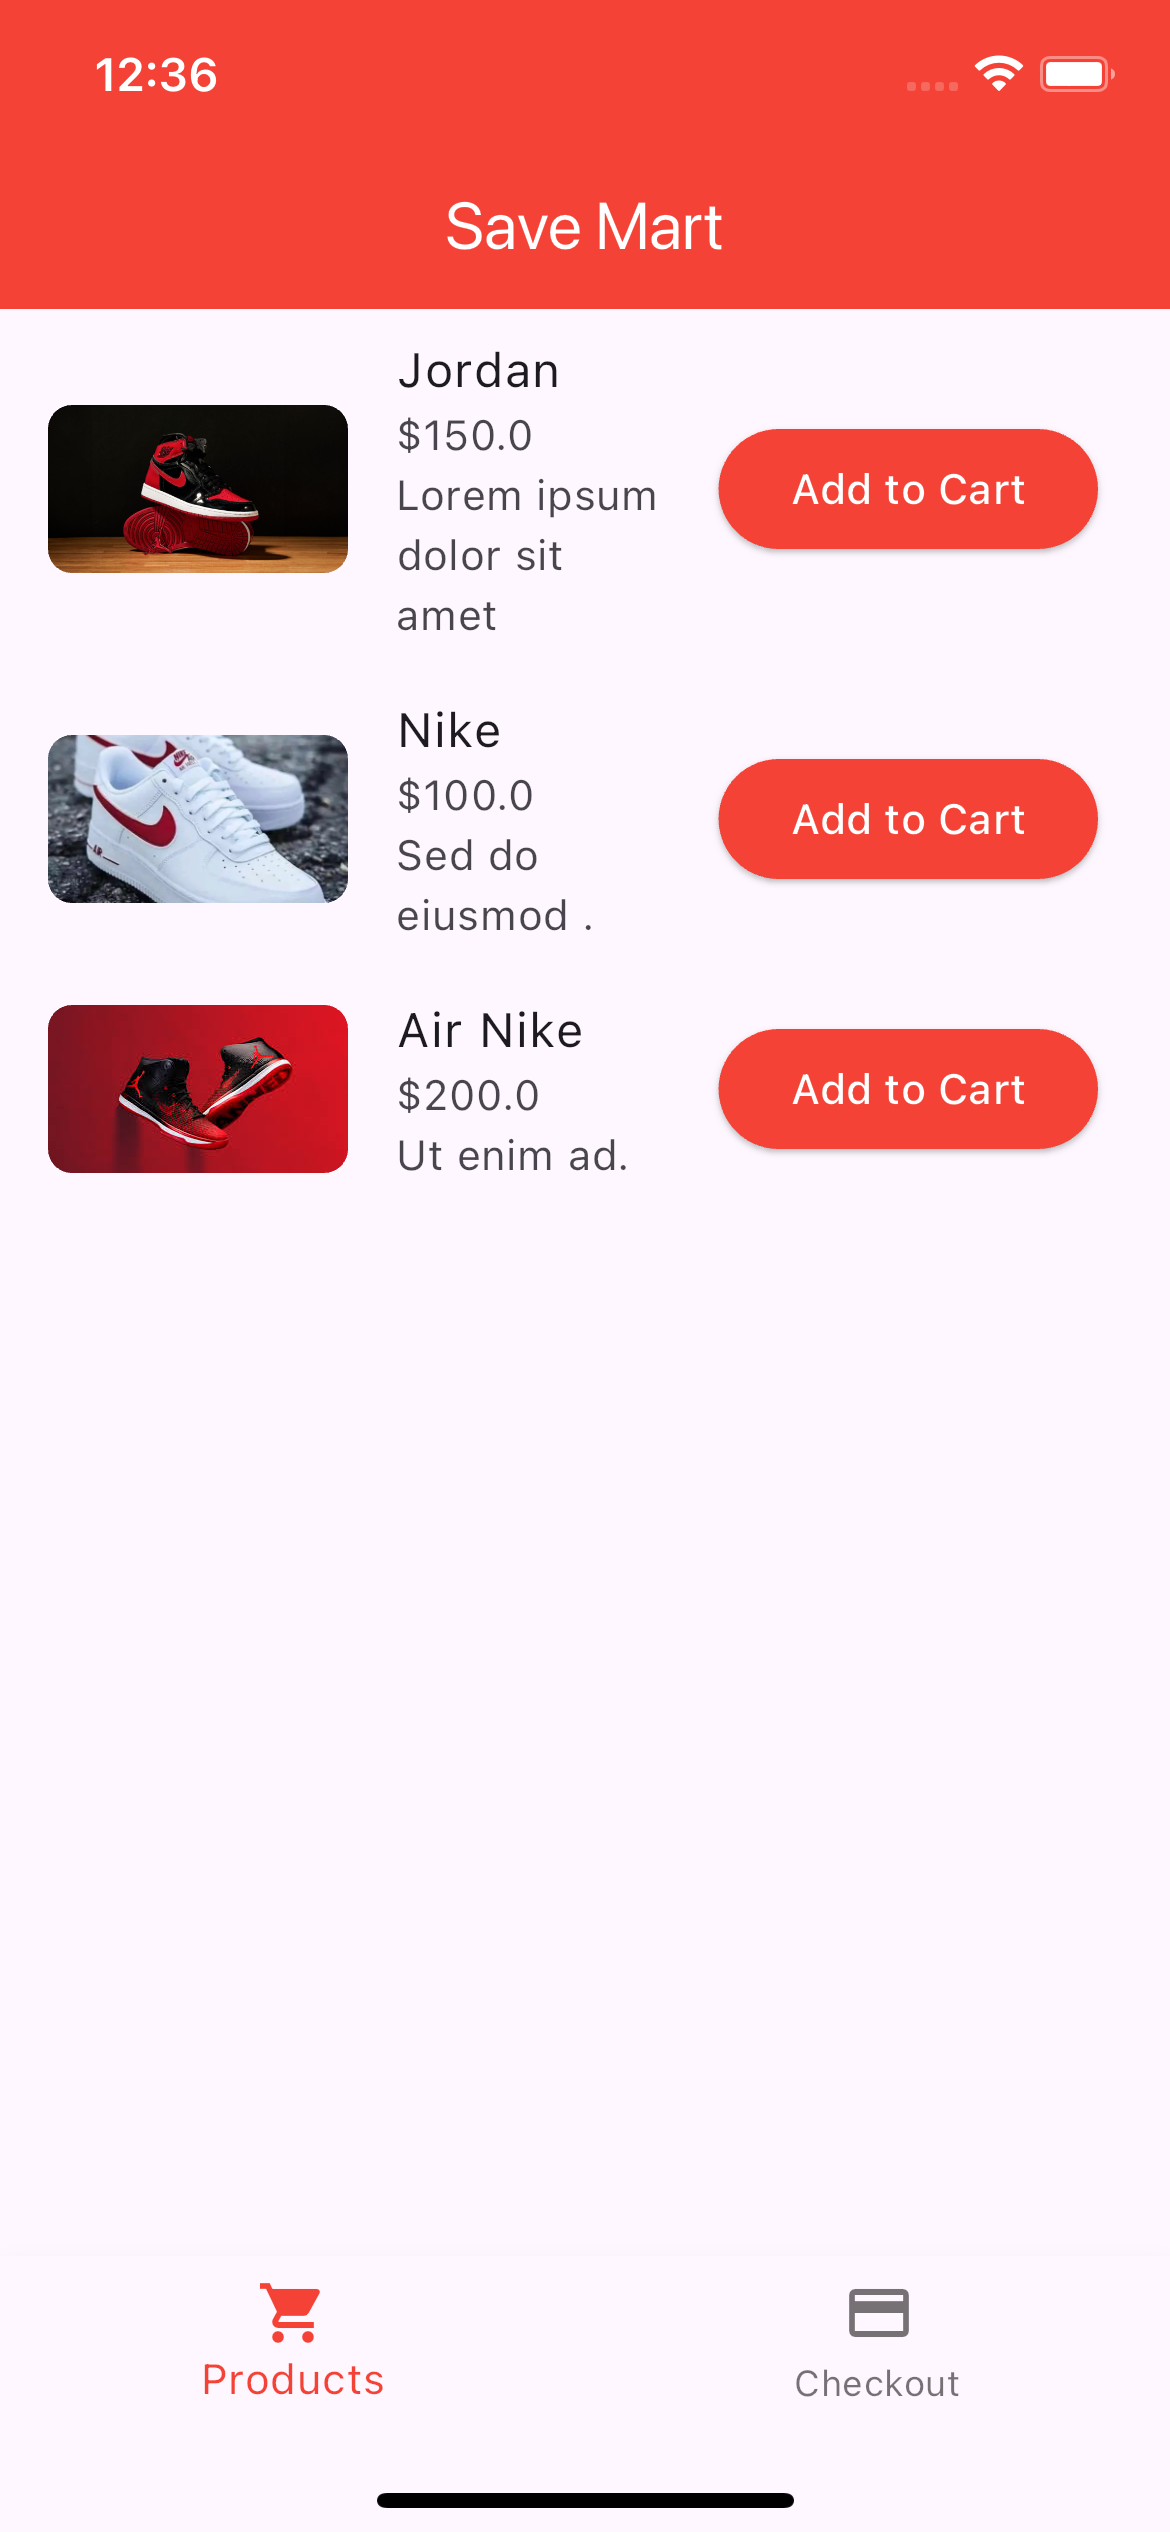 12:36
Save Mart
Jordan
$150.0
Lorem ipsum
dolor sit
amet
Add to Cart
Nike
$100.0
Sed do
eiusmod .
Add to Cart
Air Nike
$200.0
Ut enim ad.
Add to Cart
Products
Checkout